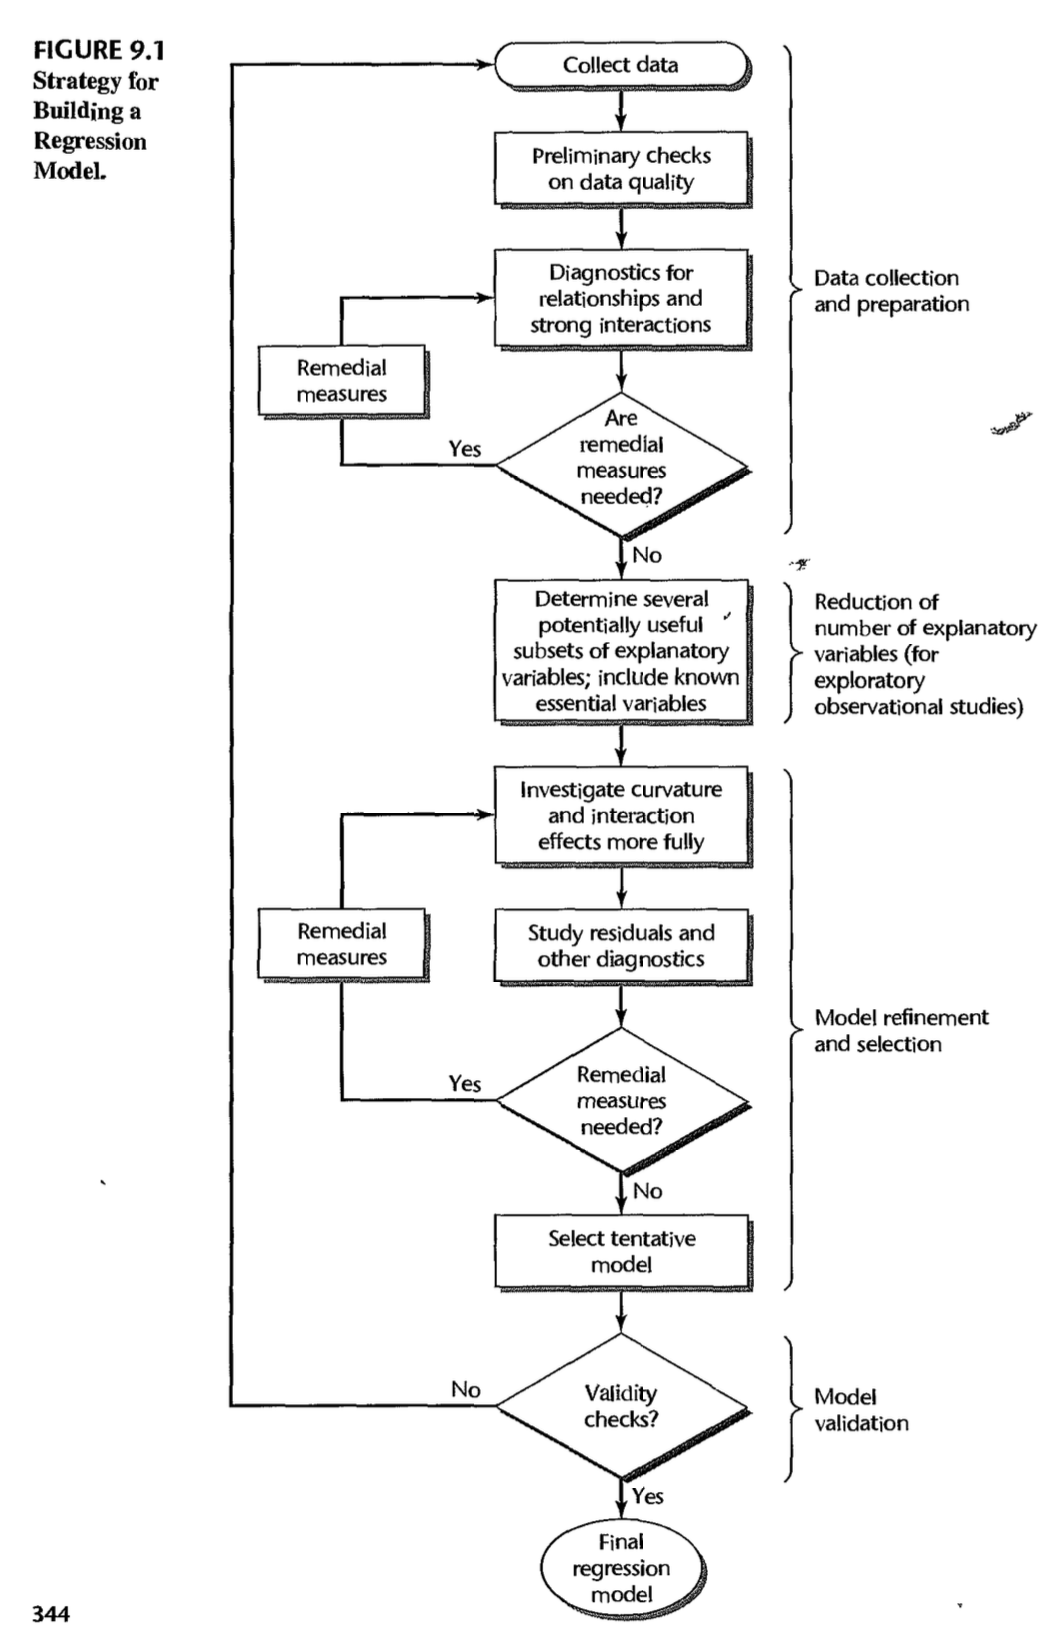 FIGURE 9.1
Strategy for
Building a
Regression
Model.
Collect data
Preliminary checks
on data quality
Diagnostics for
relationships and
strong interactions
Data collection
and preparation
Remedial
measures
Are
remedial
measures
needed?
Yes
No
Determine several
potentially useful
subsets of explanatory
variables; include known
essential variables
Reduction of
number of explanatory
variables (for
exploratory
observational studies)
Investigate curvature
and interaction
effects more fully
Remedial
measures
Study residuals and
other diagnostics
Model refinement
and selection
Remedial
measures
needed?
Yes
No
Select tentative
model
No
Validity
checks?
Model
validation
Yes
Final
regression
model
344